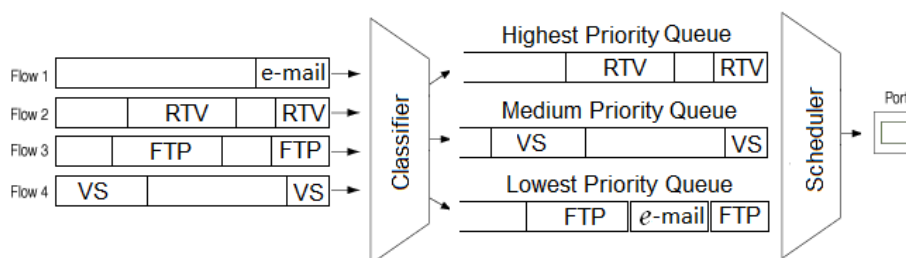 Flow 1 e-mail
Flow 2 RTV RTV
Flow 3 FTP FTP
Flow 4 VS VS
Classifier
Highest Priority Queue
RTV RTV
Medium Priority Queue
VS VS
Lowest Priority Queue
FTP e-mail FTP
Scheduler
Port